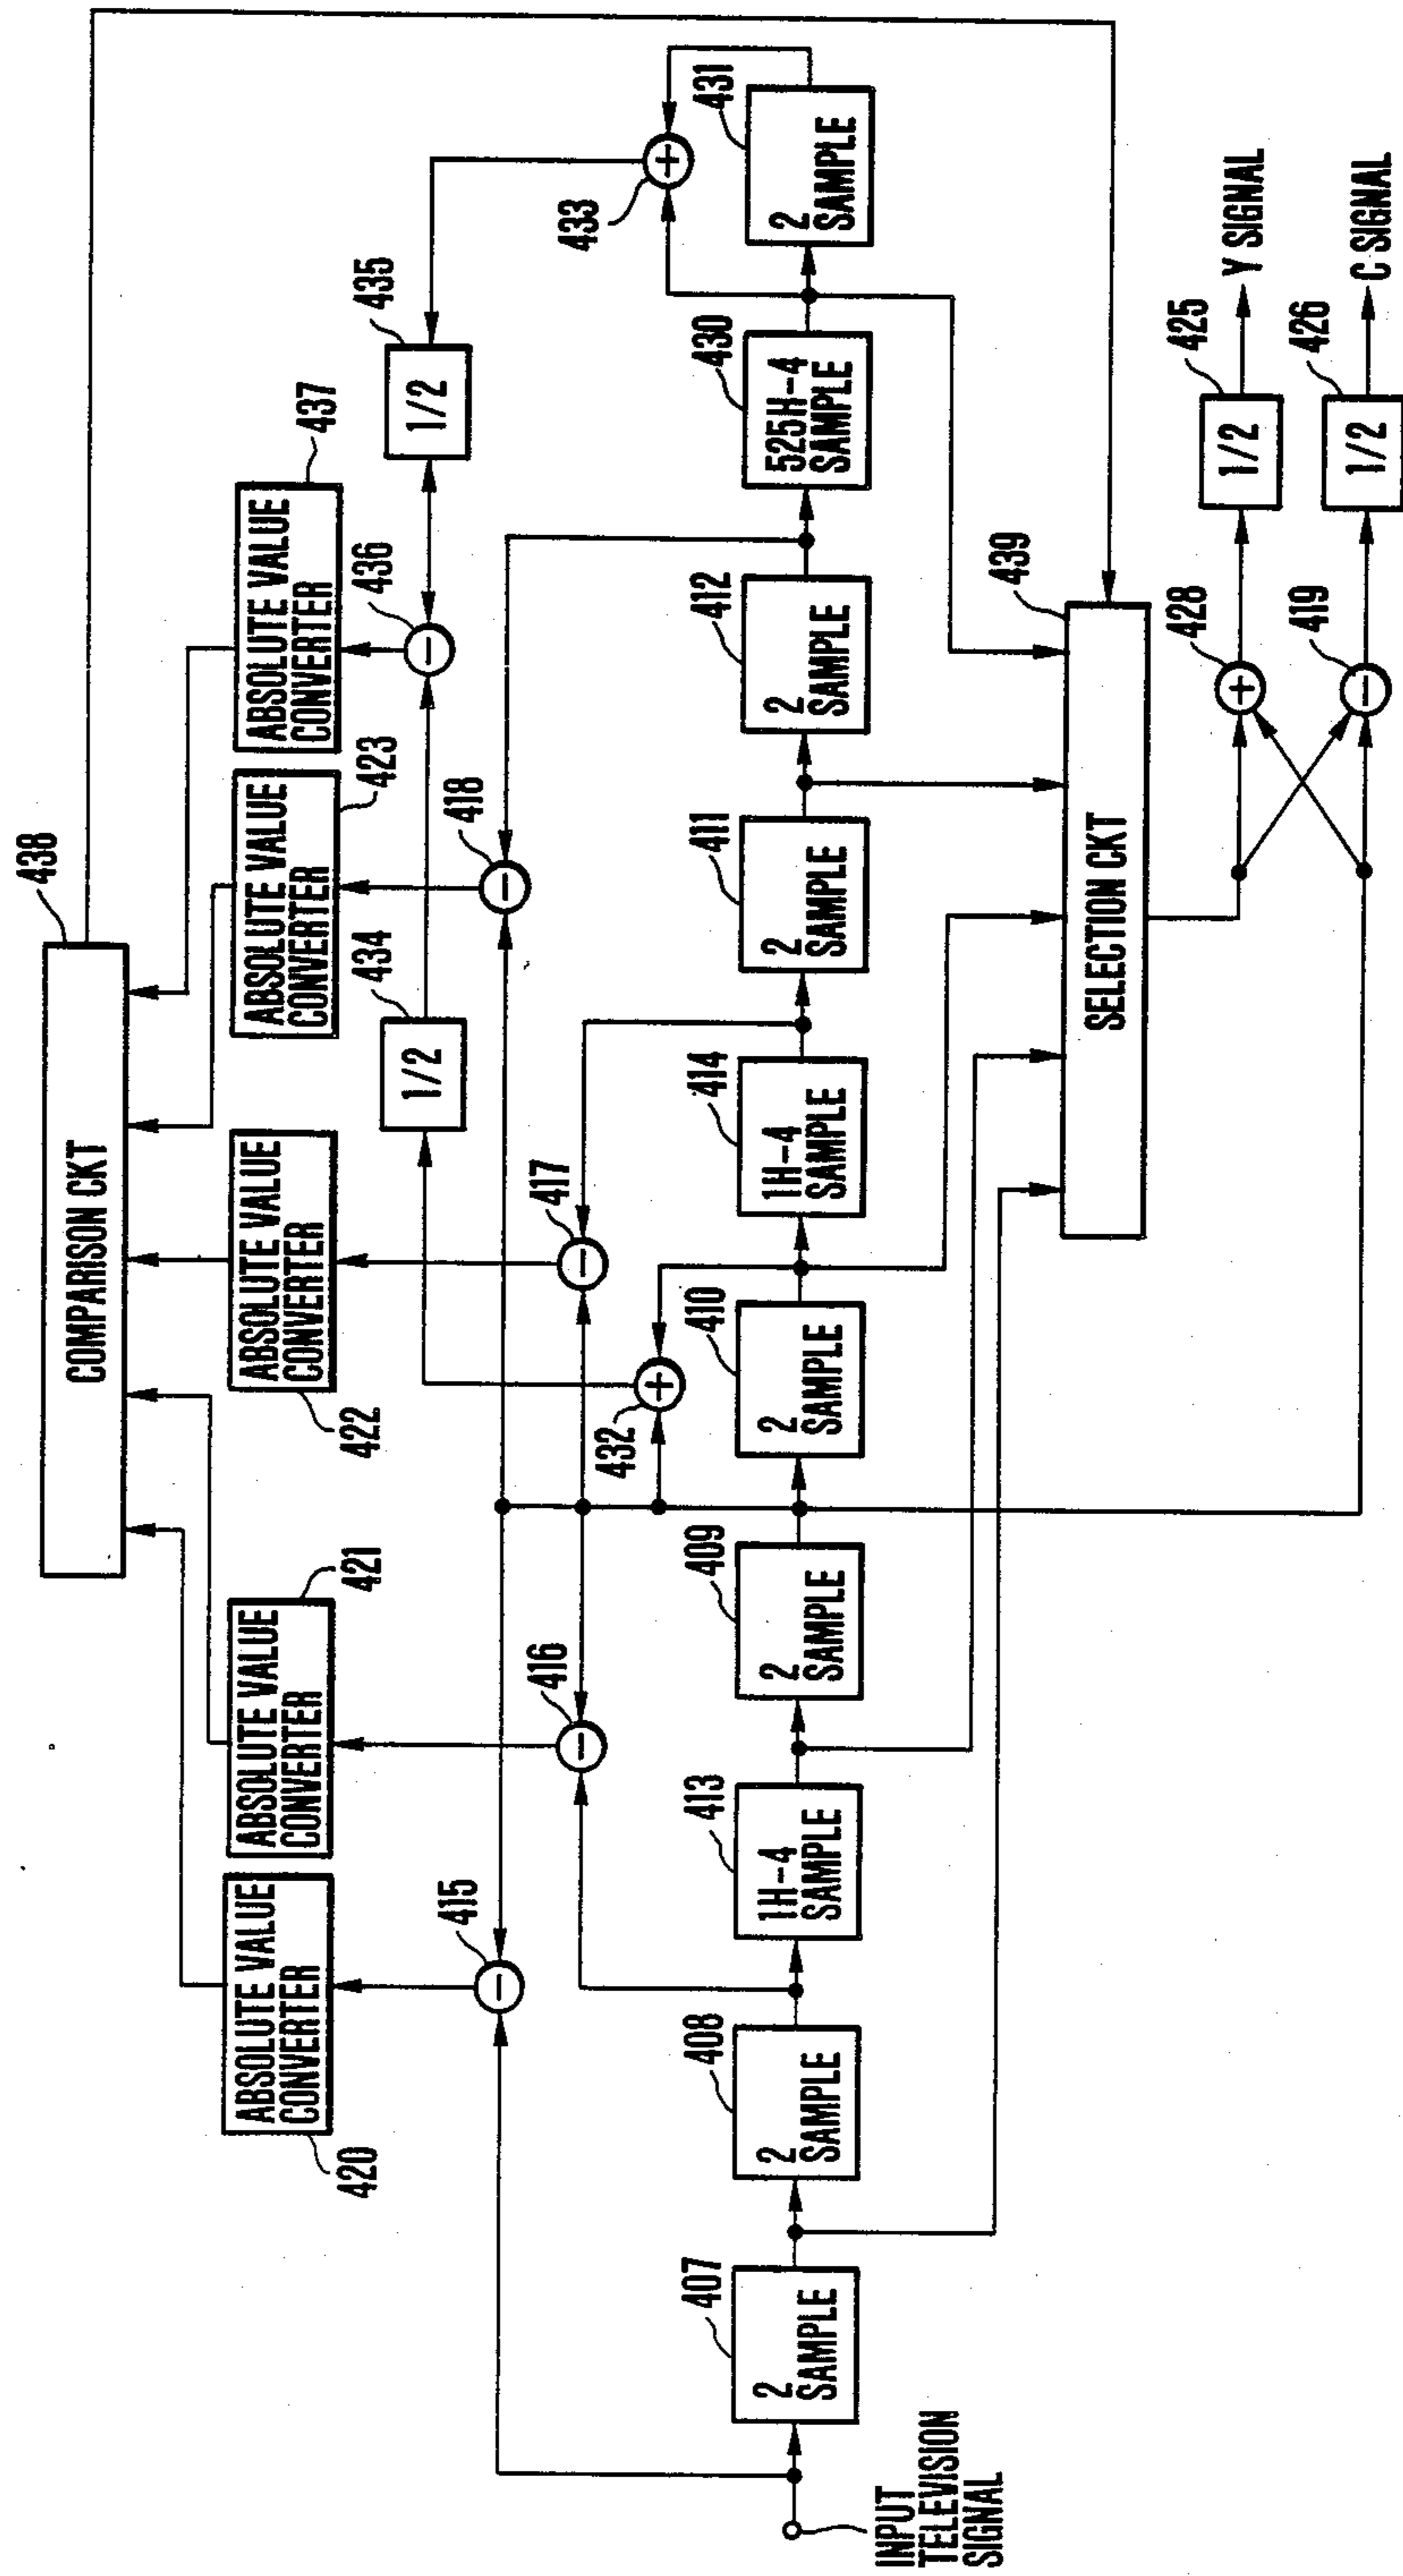 438
COMPARISON CKT
420
ABSOLUTE VALUE
CONVERTER
421
ABSOLUTE VALUE
CONVERTER
422
ABSOLUTE VALUE
CONVERTER
423
ABSOLUTE VALUE
CONVERTER
437
ABSOLUTE VALUE
CONVERTER
434
1/2
436
−
435
1/2
415
−
418
−
416
−
417
−
432
+
433
+
407
2
SAMPLE
408
2
SAMPLE
413
1H-4
SAMPLE
409
2
SAMPLE
410
2
SAMPLE
414
1H-4
SAMPLE
411
2
SAMPLE
412
2
SAMPLE
430
525H-4
SAMPLE
431
2
SAMPLE
INPUT
TELEVISION
SIGNAL
439
SELECTION CKT
428
+
425
1/2
Y SIGNAL
419
−
426
1/2
C SIGNAL